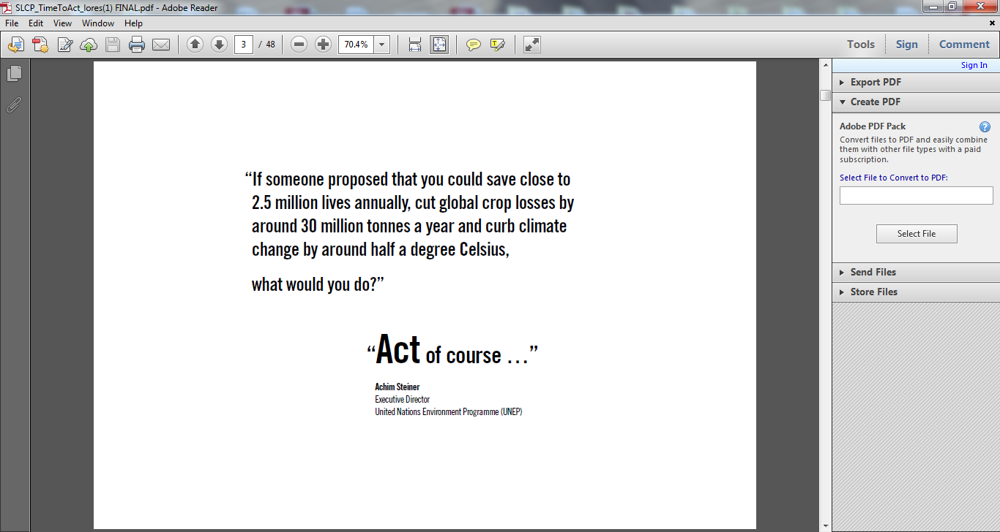 SLCP_TimeToAct_lores(1) FINAL.pdf - Adobe Reader
File Edit View Window Help
3 / 48 70.4% Tools Sign Comment
Sign In
Export PDF
Create PDF
Adobe PDF Pack
Convert files to PDF and easily combine
them with other file types with a paid
subscription.
Select File to Convert to PDF:
Select File
Send Files
Store Files
“If someone proposed that you could save close to
2.5 million lives annually, cut global crop losses by
around 30 million tonnes a year and curb climate
change by around half a degree Celsius,
what would you do?”
“Act of course …”
Achim Steiner
Executive Director
United Nations Environment Programme (UNEP)